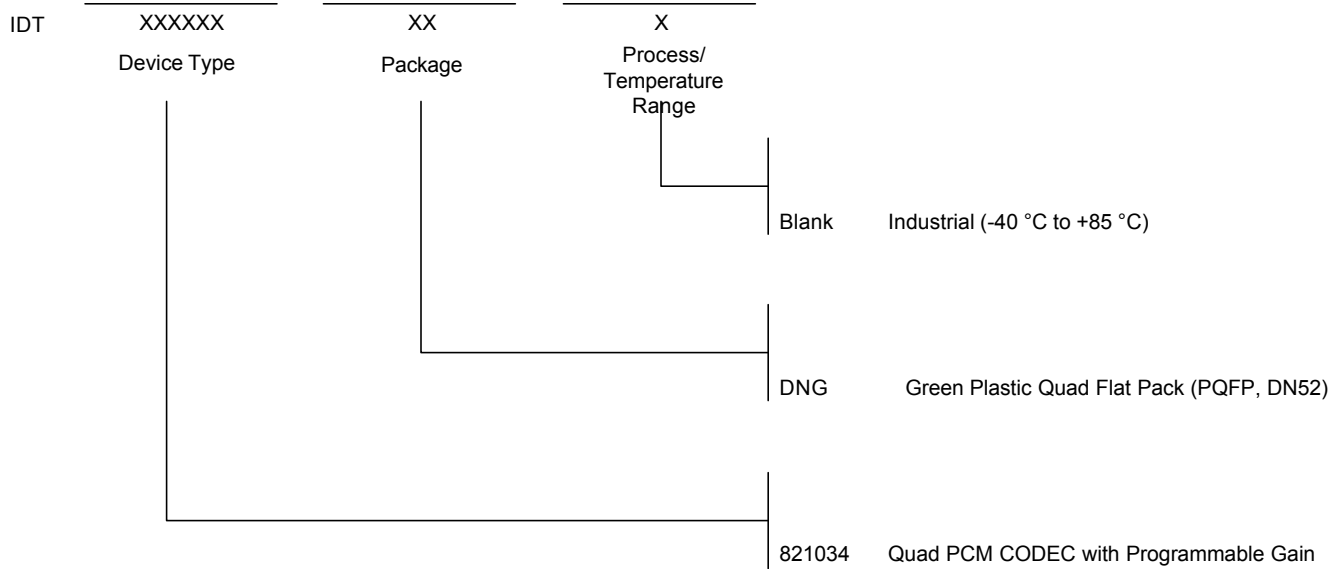 IDT XXXXXX XX X
Device Type Package Process/
Temperature
Range
Blank Industrial (-40 °C to +85 °C)
DNG Green Plastic Quad Flat Pack (PQFP, DN52)
821034 Quad PCM CODEC with Programmable Gain